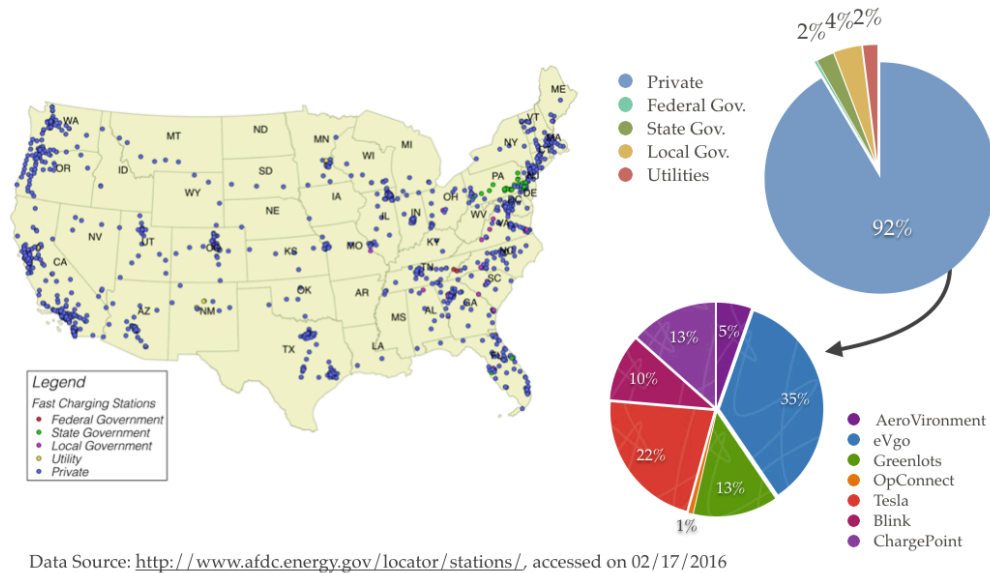 2% 4% 2%
Private
Federal Gov.
State Gov.
Local Gov.
Utilities
92%
WA
MT
ND
MN
ME
VT
OR
ID
SD
WI
MI
NY
MA
WY
IA
PA
NE
IL
IN
OH
DE
DC
NV
UT
CO
WV
VA
CA
KS
MO
KY
AZ
NM
OK
AR
TN
NC
SC
TX
LA
MS
AL
GA
FL
Legend
Fast Charging Stations
Federal Government
State Government
Local Government
Utility
Private
5%
35%
13%
1%
22%
10%
13%
AeroVironment
eVgo
Greenlots
OpConnect
Tesla
Blink
ChargePoint
Data Source: http://www.afdc.energy.gov/locator/stations/, accessed on 02/17/2016